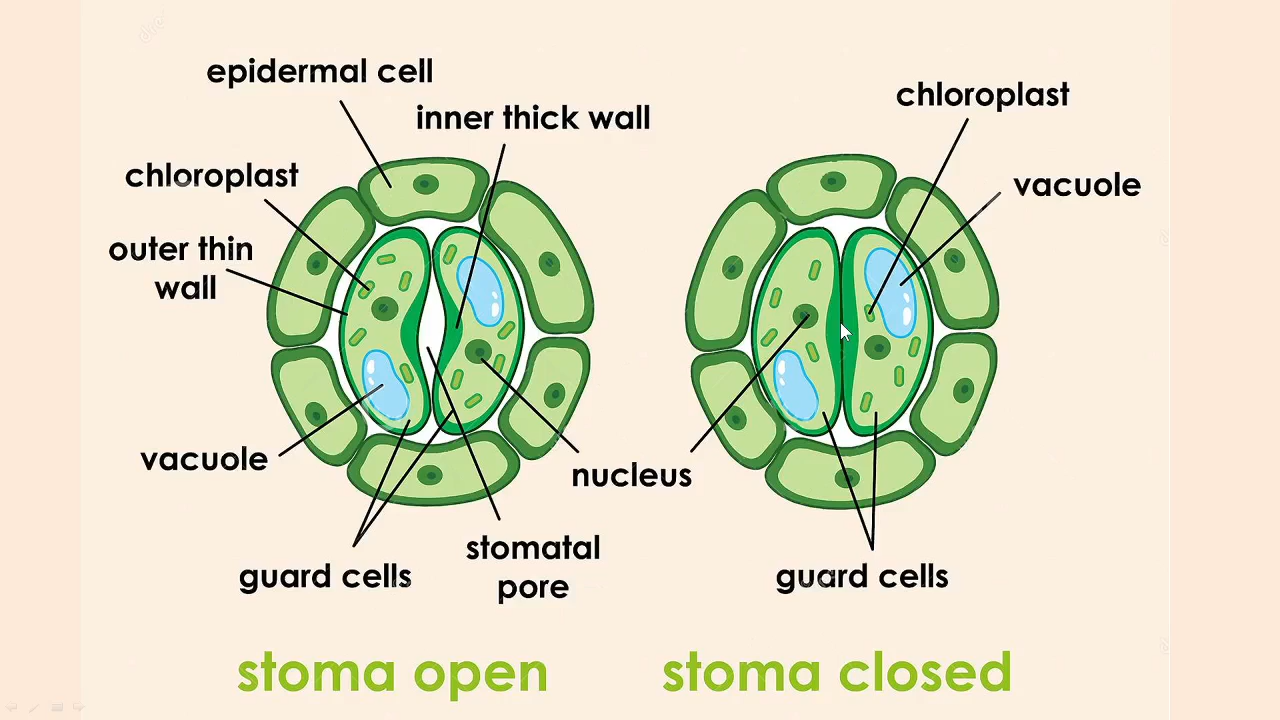 epidermal cell
inner thick wall
chloroplast
outer thin
wall
vacuole
guard cells
stomatal
pore
nucleus
chloroplast
vacuole
guard cells
stoma open
stoma closed